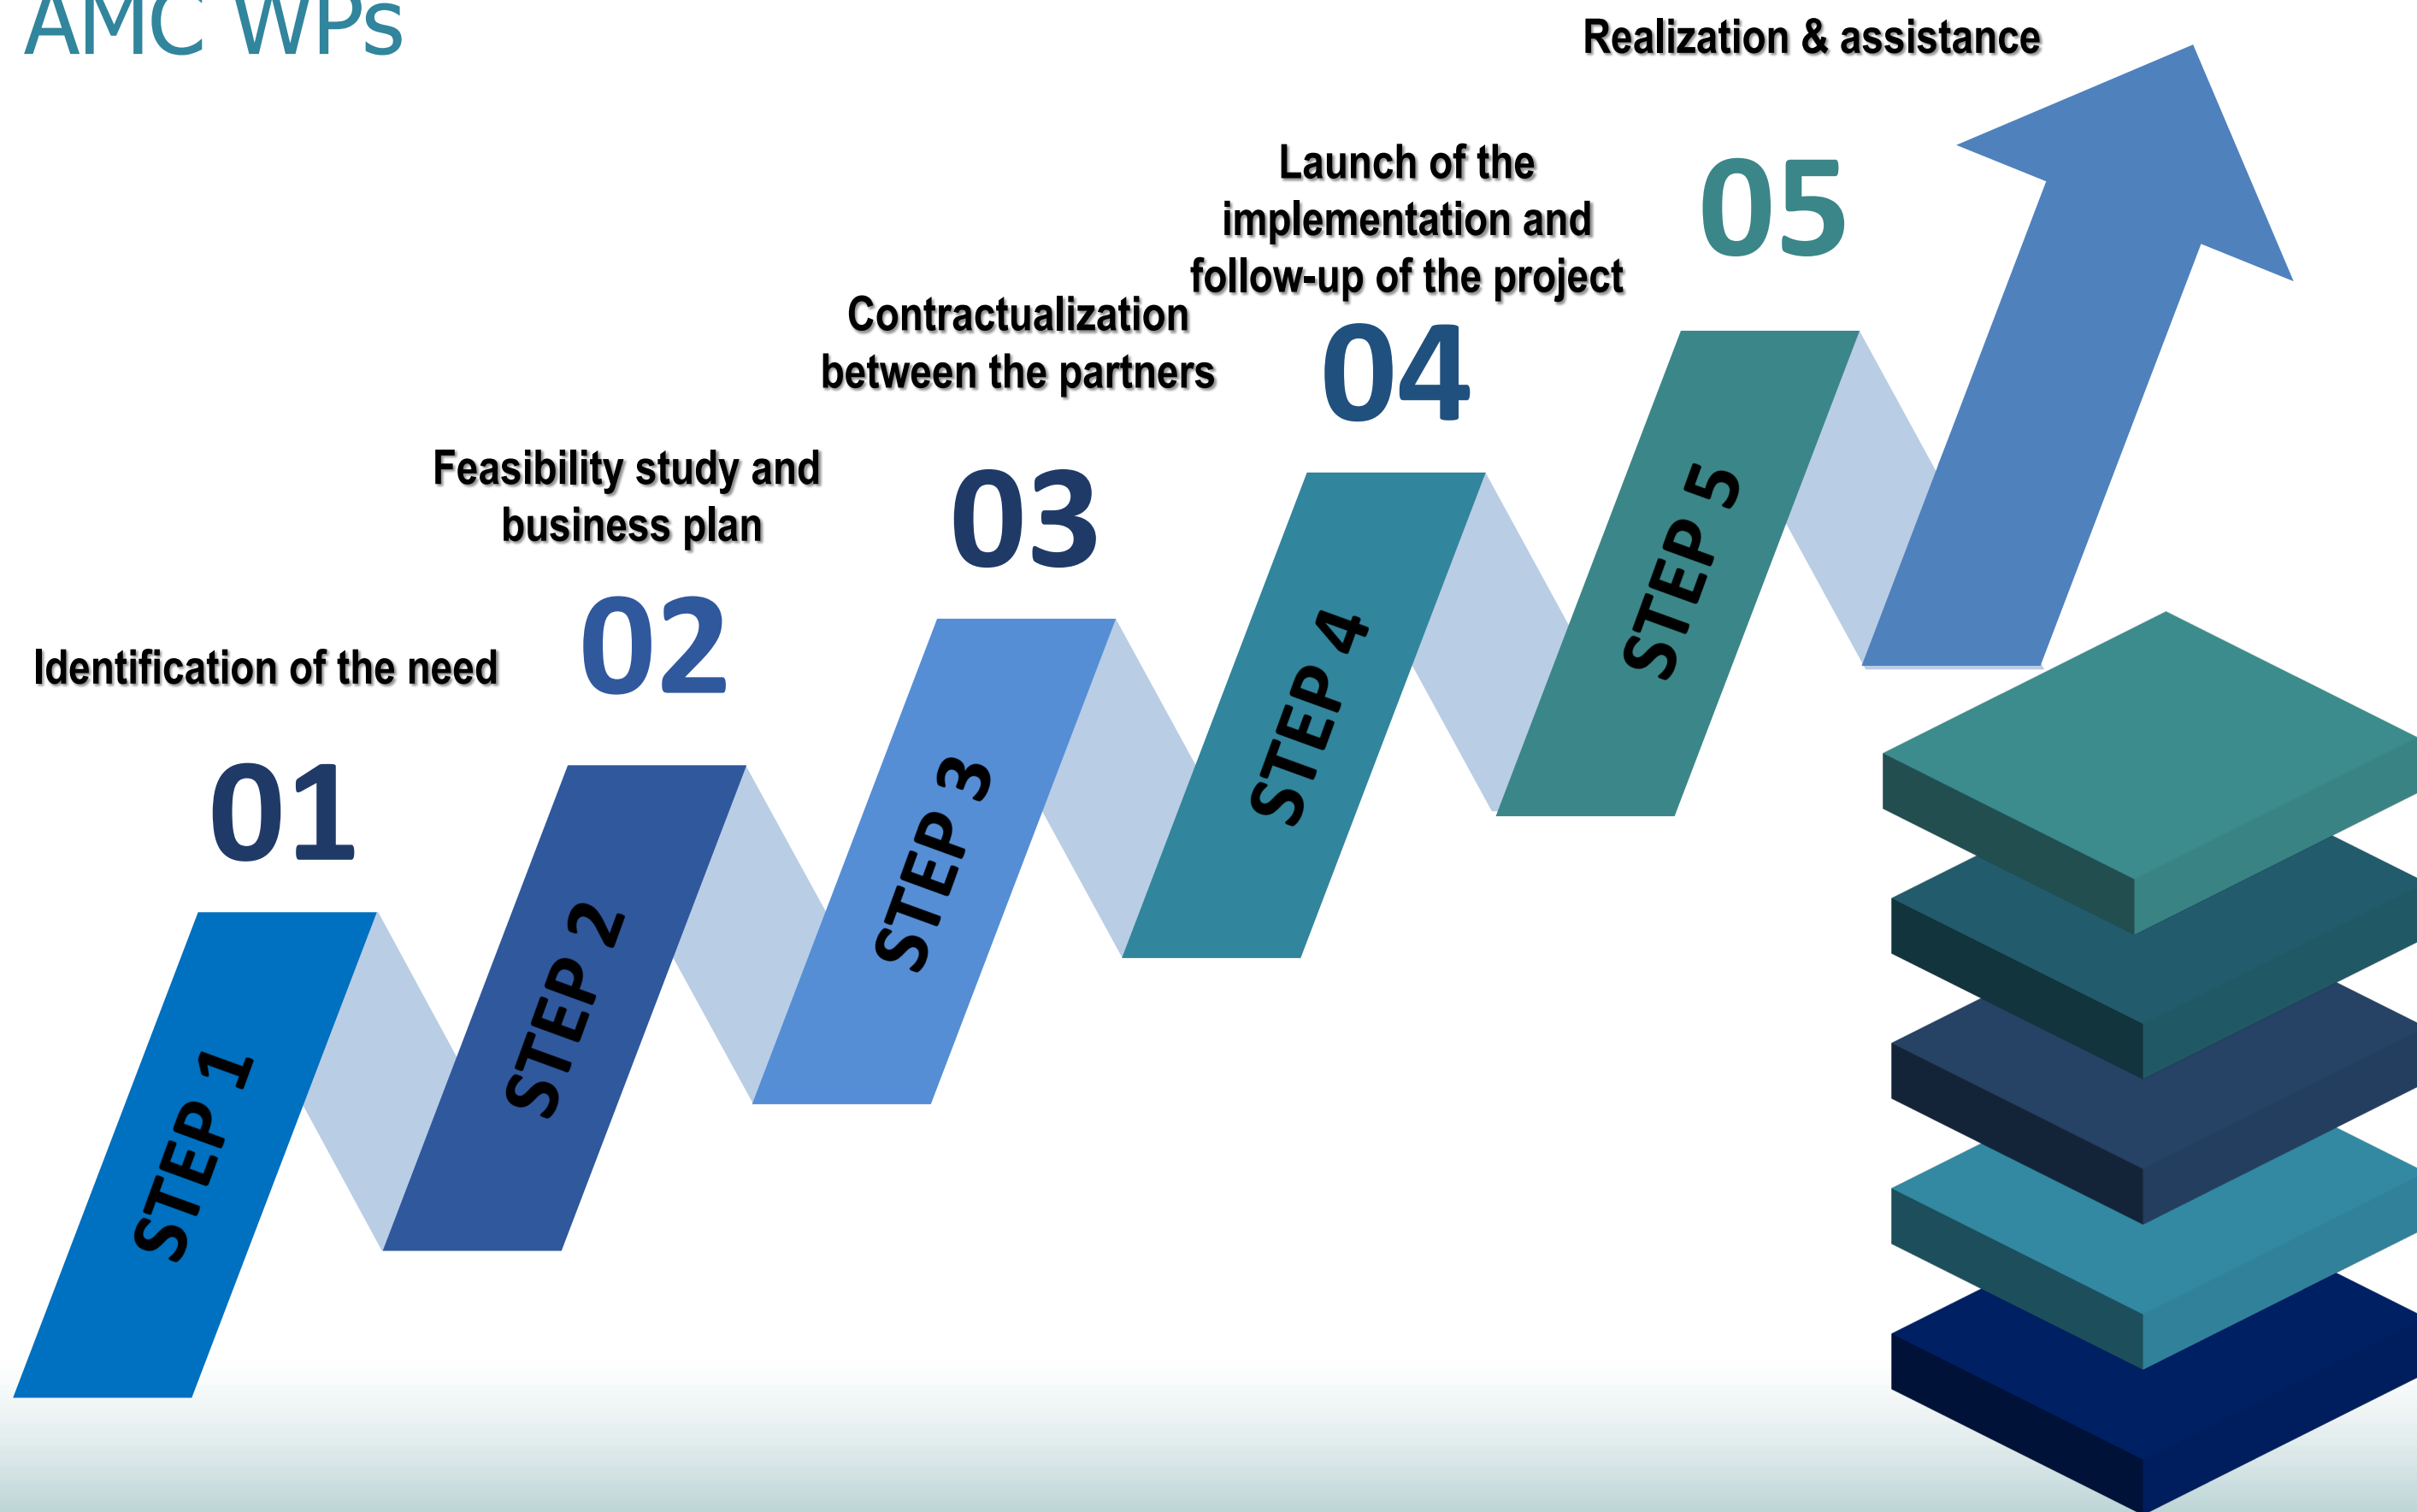 AMC WPs
Realization & assistance
05
Launch of the
implementation and
follow-up of the project
04
Contractualization
between the partners
03
Feasibility study and
business plan
02
Identification of the need
01
STEP 1
STEP 2
STEP 3
STEP 4
STEP 5